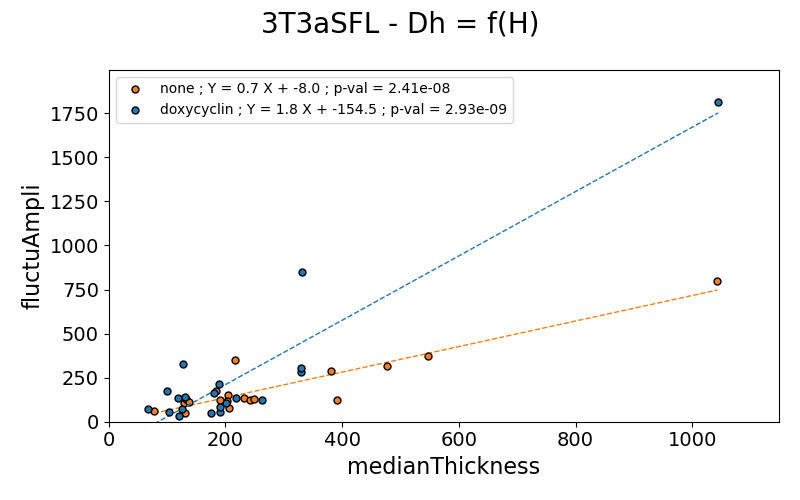 3T3aSFL - Dh = f(H)
none ; Y = 0.7 X + -8.0 ; p-val = 2.41e-08
doxycyclin ; Y = 1.8 X + -154.5 ; p-val = 2.93e-09
fluctuAmpli
1750
1500
1250
1000
750
500
250
0
0 200 400 600 800 1000
medianThickness